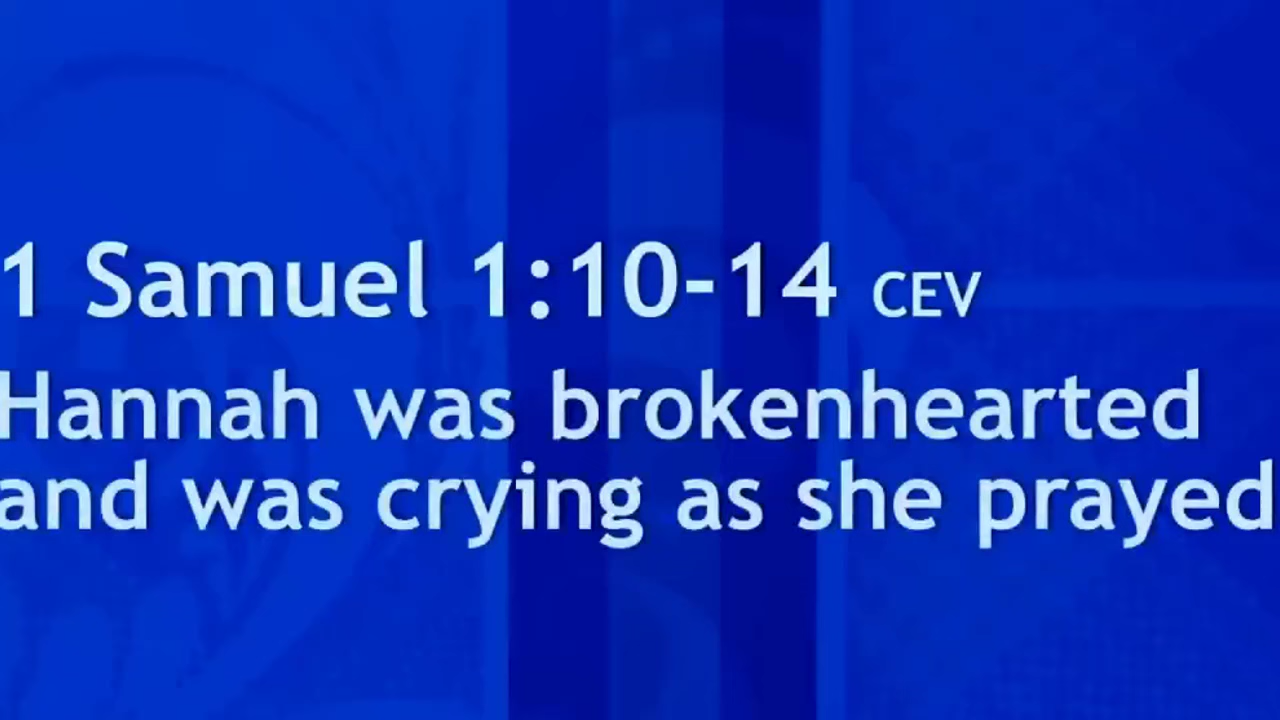 1 Samuel 1:10-14 CEV
Hannah was brokenhearted
and was crying as she prayed